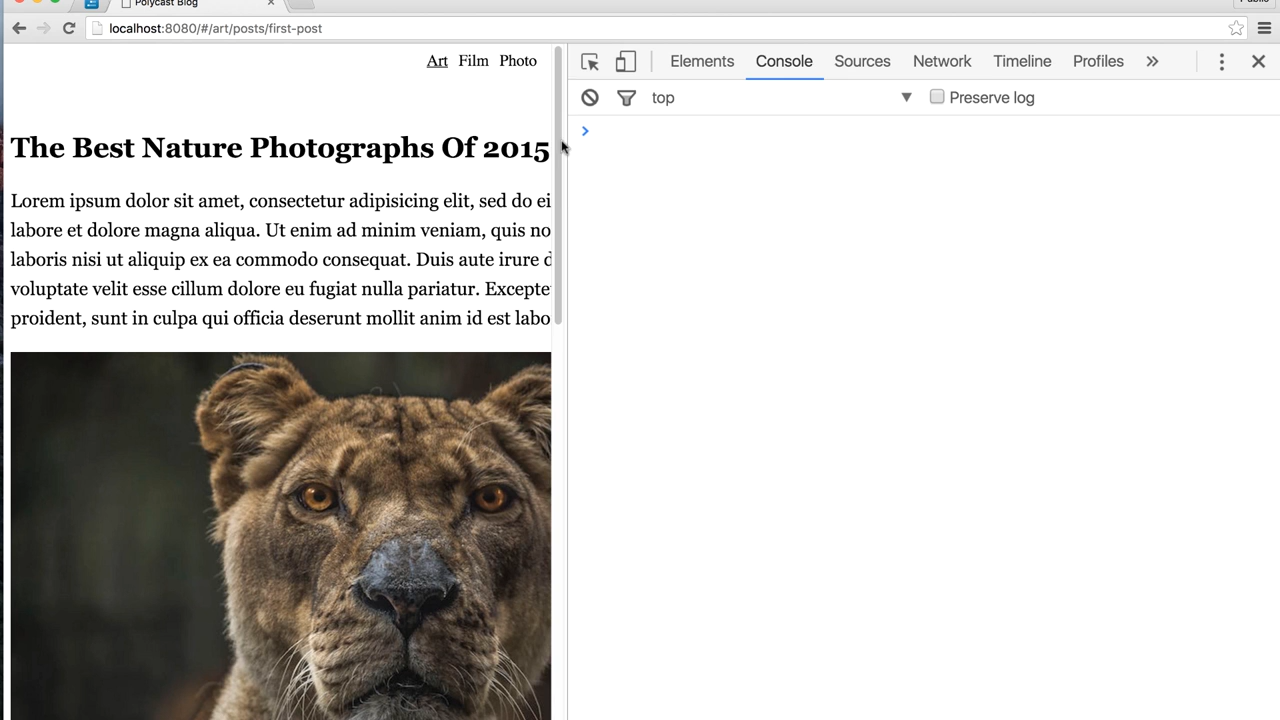 Polycast Blog
Public
localhost:8080/#/art/posts/first-post
Art Film Photo
Elements Console Sources Network Timeline Profiles
top Preserve log
The Best Nature Photographs Of 2015
Lorem ipsum dolor sit amet, consectetur adipisicing elit, sed do ei
labore et dolore magna aliqua. Ut enim ad minim veniam, quis no
laboris nisi ut aliquip ex ea commodo consequat. Duis aute irure d
voluptate velit esse cillum dolore eu fugiat nulla pariatur. Excepte
proident, sunt in culpa qui officia deserunt mollit anim id est labo